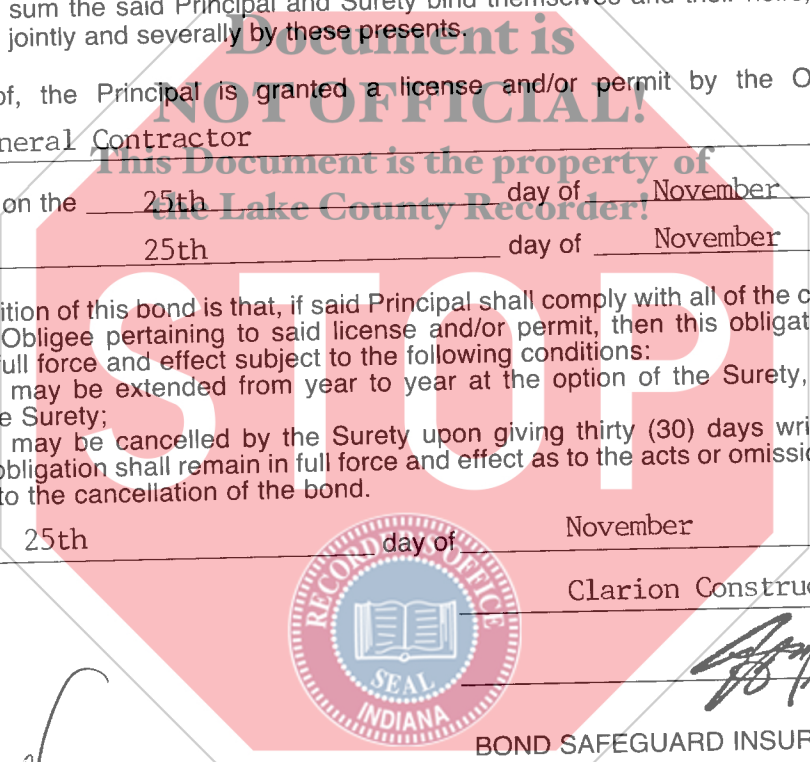 sum the said Principal and Surety bind themselves and their heirs,
jointly and severally by these presents.
Document is
of, the Principal is granted a license and/or permit by the O
NOT OFFICIAL!
neral Contractor
This Document is the property of
on the 25th day of November
the Lake County Recorder!
25th day of November
STOP
ition of this bond is that, if said Principal shall comply with all of the c
Obligee pertaining to said license and/or permit, then this obligat
full force and effect subject to the following conditions:
may be extended from year to year at the option of the Surety,
e Surety;
may be cancelled by the Surety upon giving thirty (30) days wri
obligation shall remain in full force and effect as to the acts or omissio
to the cancellation of the bond.
25th day of November
Clarion Construc
RECORDER'S OFFICE
SEAL
INDIANA
BOND SAFEGUARD INSUR